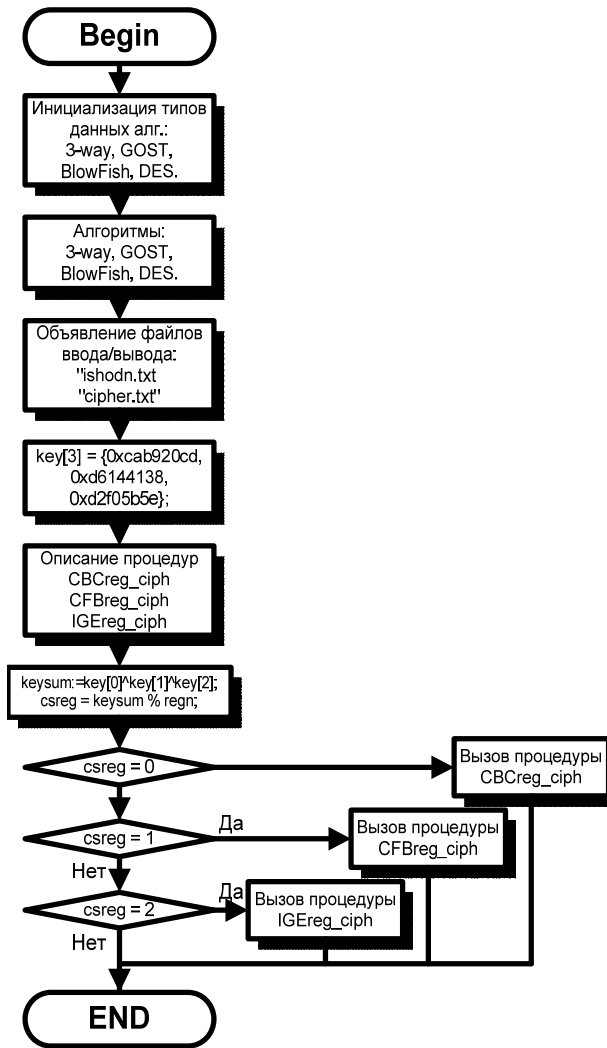 Begin
Инициализация типов
данных алг.:
3-way, GOST,
BlowFish, DES.
Алгоритмы:
3-way, GOST,
BlowFish, DES.
Объявление файлов
ввода/вывода:
"ishodn.txt
"cipher.txt"
key[3] = {0xcab920cd,
0xd6144138,
0xd2f05b5e};
Описание процедур
CBCreg_ciph
CFBreg_ciph
IGEreg_ciph
keysum:=key[0]^key[1]^key[2];
csreg = keysum % regn;
csreg = 0
Вызов процедуры
CBCreg_ciph
csreg = 1
Да
Вызов процедуры
CFBreg_ciph
Нет
csreg = 2
Да
Вызов процедуры
IGEreg_ciph
Нет
END